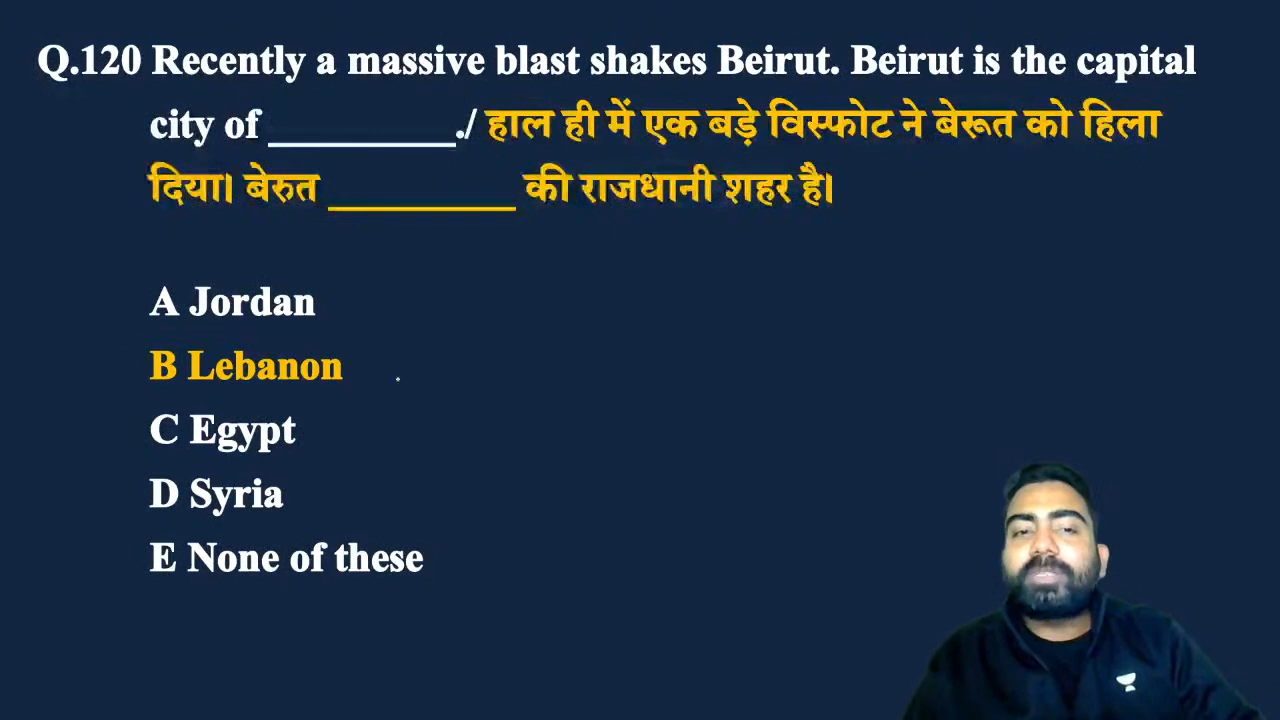 Q.120 Recently a massive blast shakes Beirut. Beirut is the capital
city of _________./ हाल ही में एक बड़े विस्फोट ने बेरूत को हिला
दिया। बेरुत _________ की राजधानी शहर है।
A Jordan
B Lebanon
C Egypt
D Syria
E None of these